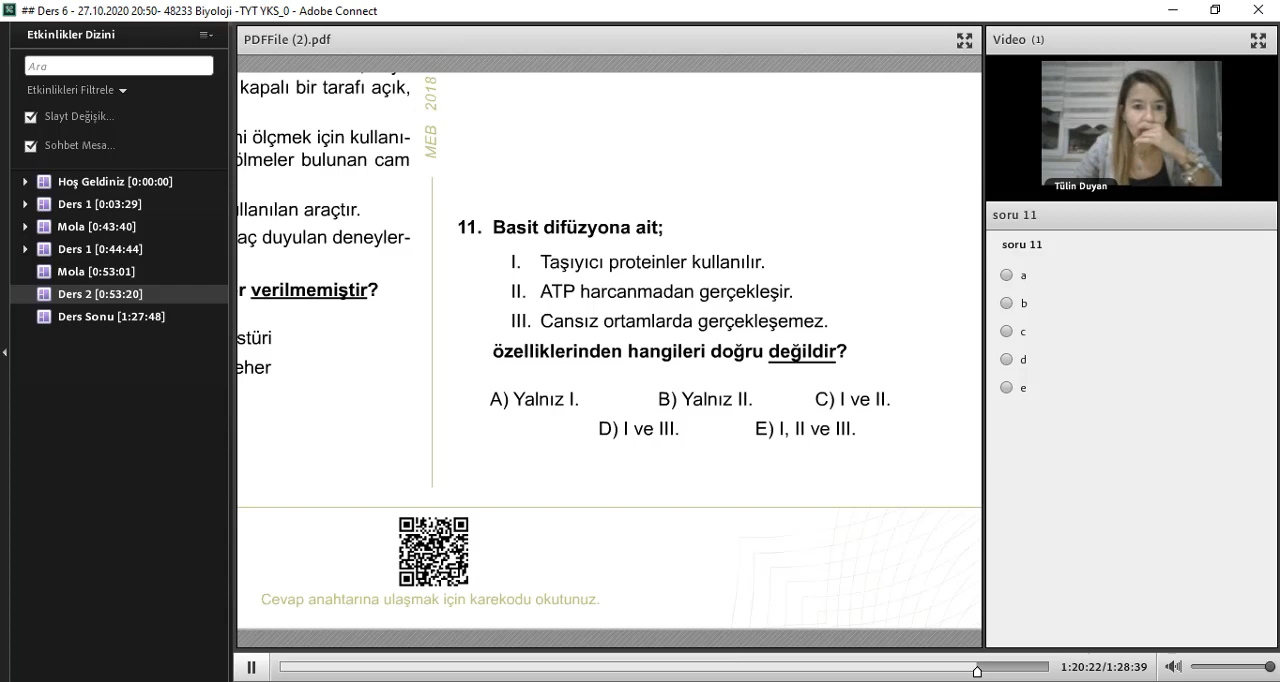 ## Ders 6 - 27.10.2020 20:50- 48233 Biyoloji -TYT YKS_0 - Adobe Connect
Etkinlikler Dizini
Ara
Etkinlikleri Filtrele
Slayt Değişik...
Sohbet Mesa...
Hoş Geldiniz [0:00:00]
Ders 1 [0:03:29]
Mola [0:43:40]
Ders 1 [0:44:44]
Mola [0:53:01]
Ders 2 [0:53:20]
Ders Sonu [1:27:48]
PDFFile (2).pdf
kapalı bir tarafı açık,
ni ölçmek için kullanı-
ölmeler bulunan cam
llanılan araçtır.
aç duyulan deneyler-
r verilmemiştir?
stüri
eher
MEB 2018
11. Basit difüzyona ait;
I. Taşıyıcı proteinler kullanılır.
II. ATP harcanmadan gerçekleşir.
III. Cansız ortamlarda gerçekleşemez.
özelliklerinden hangileri doğru değildir?
A) Yalnız I. B) Yalnız II. C) I ve II.
D) I ve III. E) I, II ve III.
Cevap anahtarına ulaşmak için karekodu okutunuz.
1:20:22/1:28:39
Video (1)
Tülin Duyan
soru 11
soru 11
a
b
c
d
e